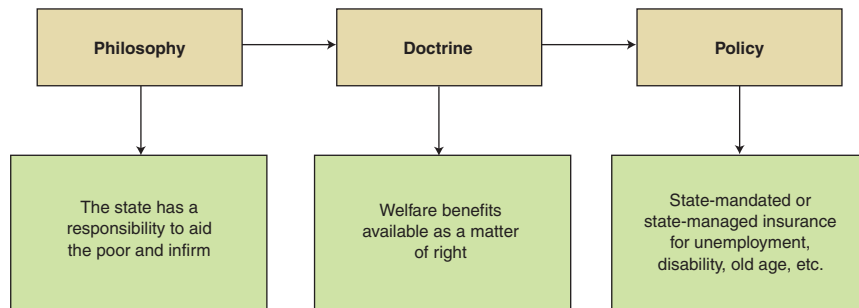 Philosophy
Doctrine
Policy
The state has a
responsibility to aid
the poor and infirm
Welfare benefits
available as a matter
of right
State-mandated or
state-managed insurance
for unemployment,
disability, old age, etc.